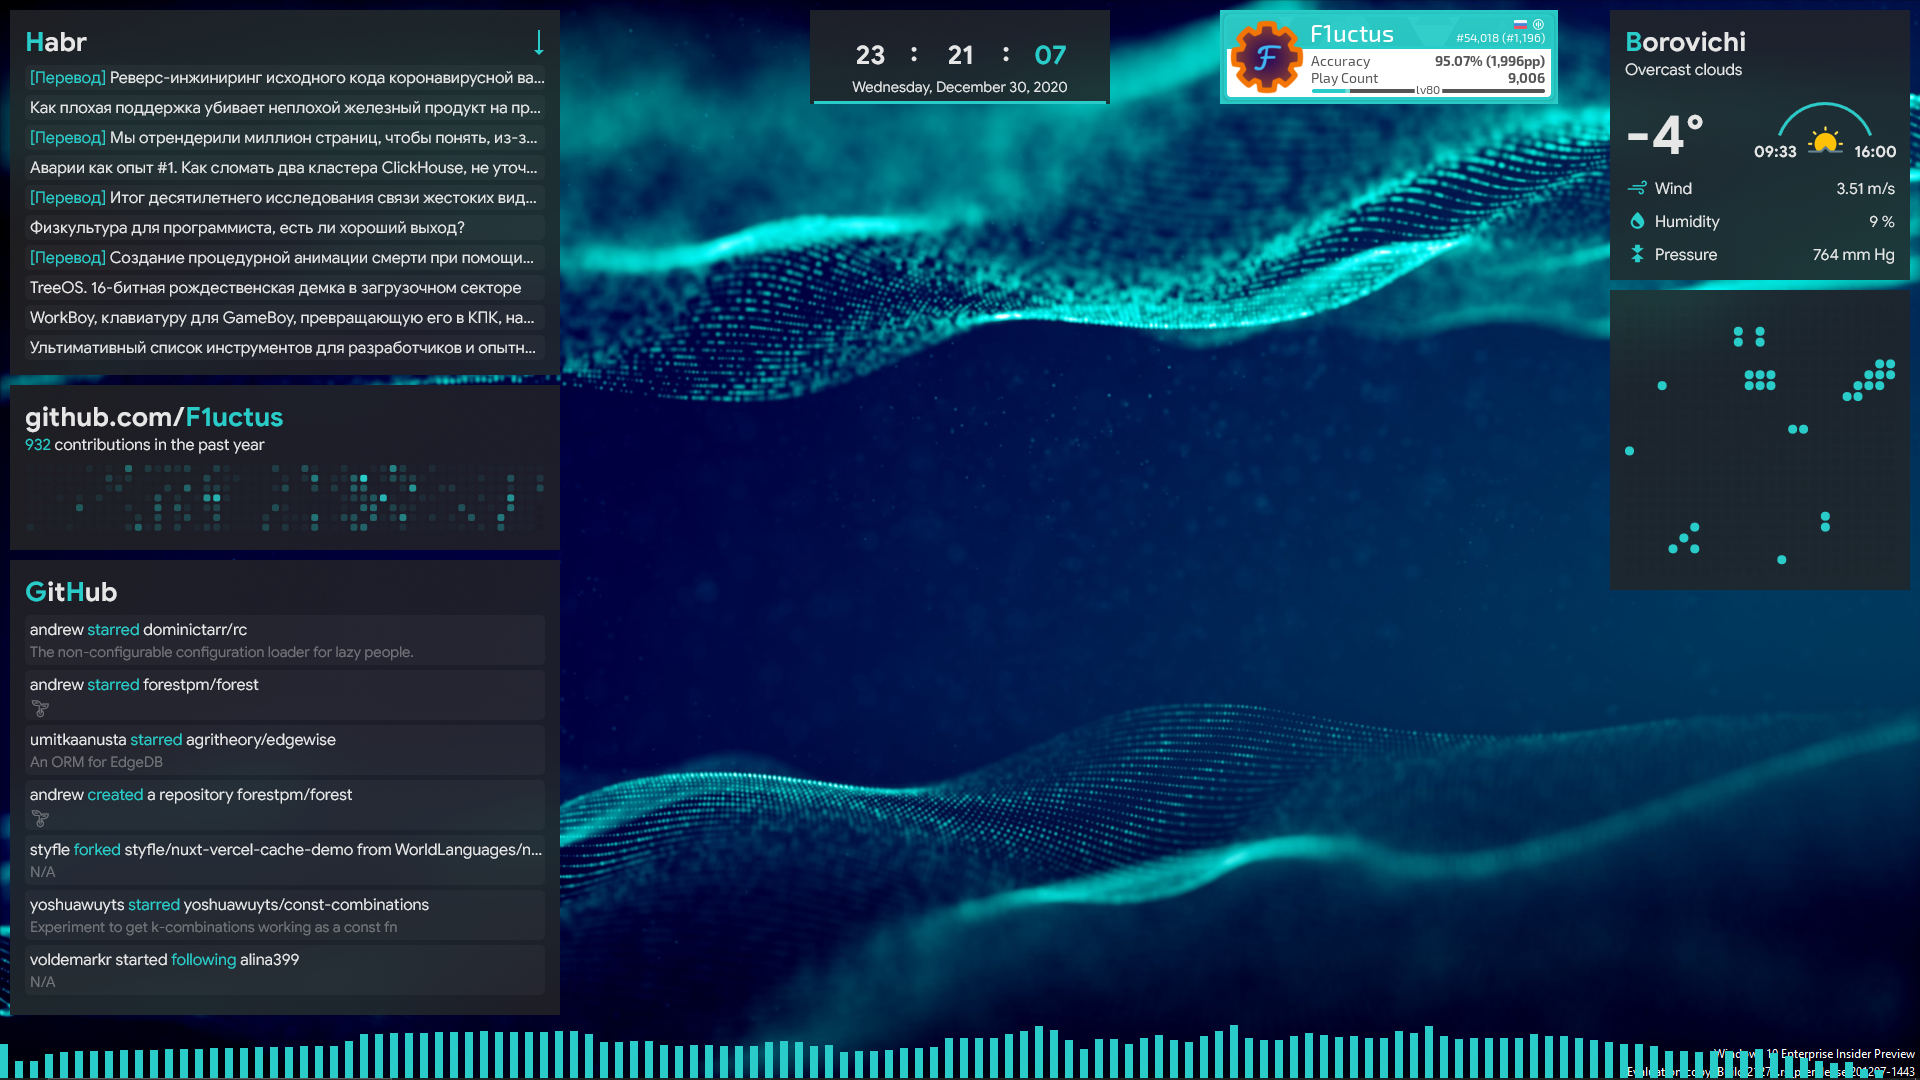 Habr
[Перевод] Реверс-инжиниринг исходного кода коронавирусной ва...
Как плохая поддержка убивает неплохой железный продукт на пр...
[Перевод] Мы отрендерили миллион страниц, чтобы понять, из-з...
Аварии как опыт #1. Как сломать два кластера ClickHouse, не уточ...
[Перевод] Итог десятилетнего исследования связи жестоких вид...
Физкультура для программиста, есть ли хороший выход?
[Перевод] Создание процедурной анимации смерти при помощи...
TreeOS. 16-битная рождественская демка в загрузочном секторе
WorkBoy, клавиатуру для GameBoy, превращающую его в КПК, на...
Ультимативный список инструментов для разработчиков и опытн...
github.com/F1uctus
932 contributions in the past year
GitHub
andrew starred dominictarr/rc
The non-configurable configuration loader for lazy people.
andrew starred forestpm/forest
umitkaanusta starred agritheory/edgewise
An ORM for EdgeDB
andrew created a repository forestpm/forest
styfle forked styfle/nuxt-vercel-cache-demo from WorldLanguages/n...
N/A
yoshuawuyts starred yoshuawuyts/const-combinations
Experiment to get k-combinations working as a const fn
voldemarkr started following alina399
N/A
23 : 21 : 07
Wednesday, December 30, 2020
F
F1uctus
#54,018 (#1,196)
Accuracy 95.07% (1,996pp)
Play Count 9,006
lv80
Borovichi
Overcast clouds
-4°
09:33 16:00
Wind 3.51 m/s
Humidity 9 %
Pressure 764 mm Hg
Windows 10 Enterprise Insider Preview
Evaluation copy.